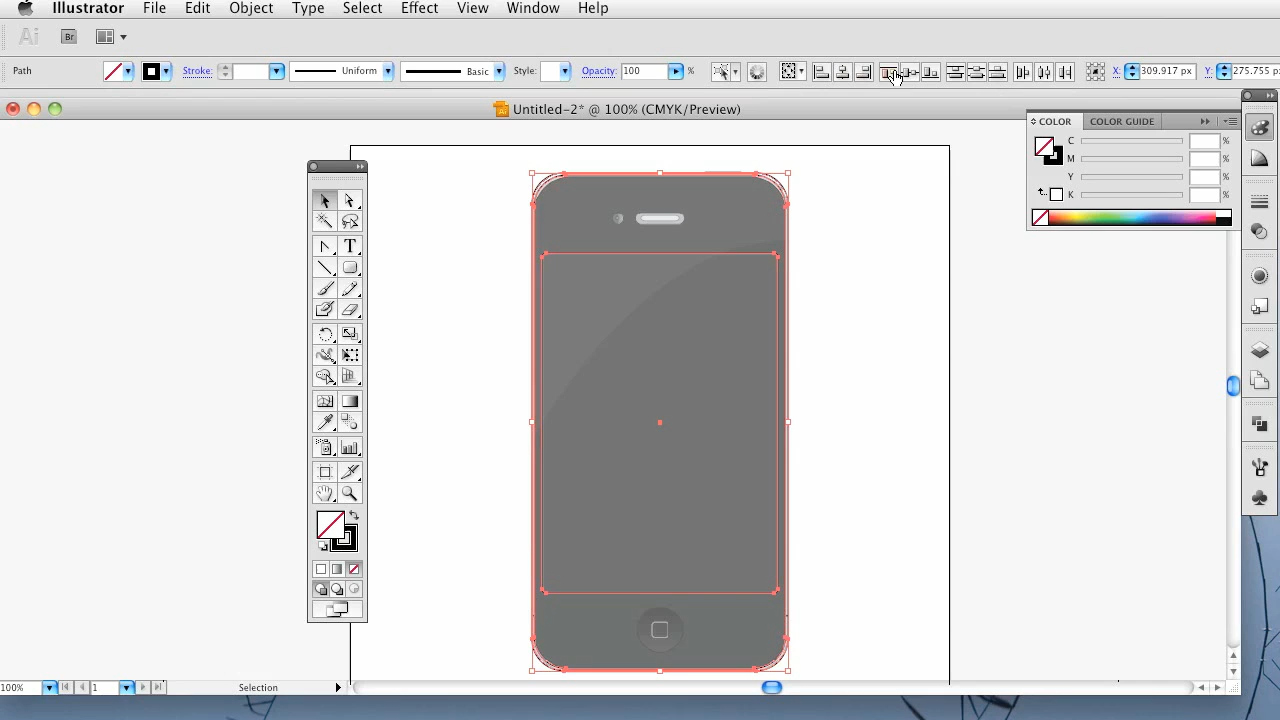 Illustrator File Edit Object Type Select Effect View Window Help
Ai Br
Path Stroke: Uniform Basic Style: Opacity: 100 % X: 309.917 px Y: 275.755 px
Untitled-2* @ 100% (CMYK/Preview)
COLOR COLOR GUIDE
C %
M %
Y %
K %
T
100% 1 Selection